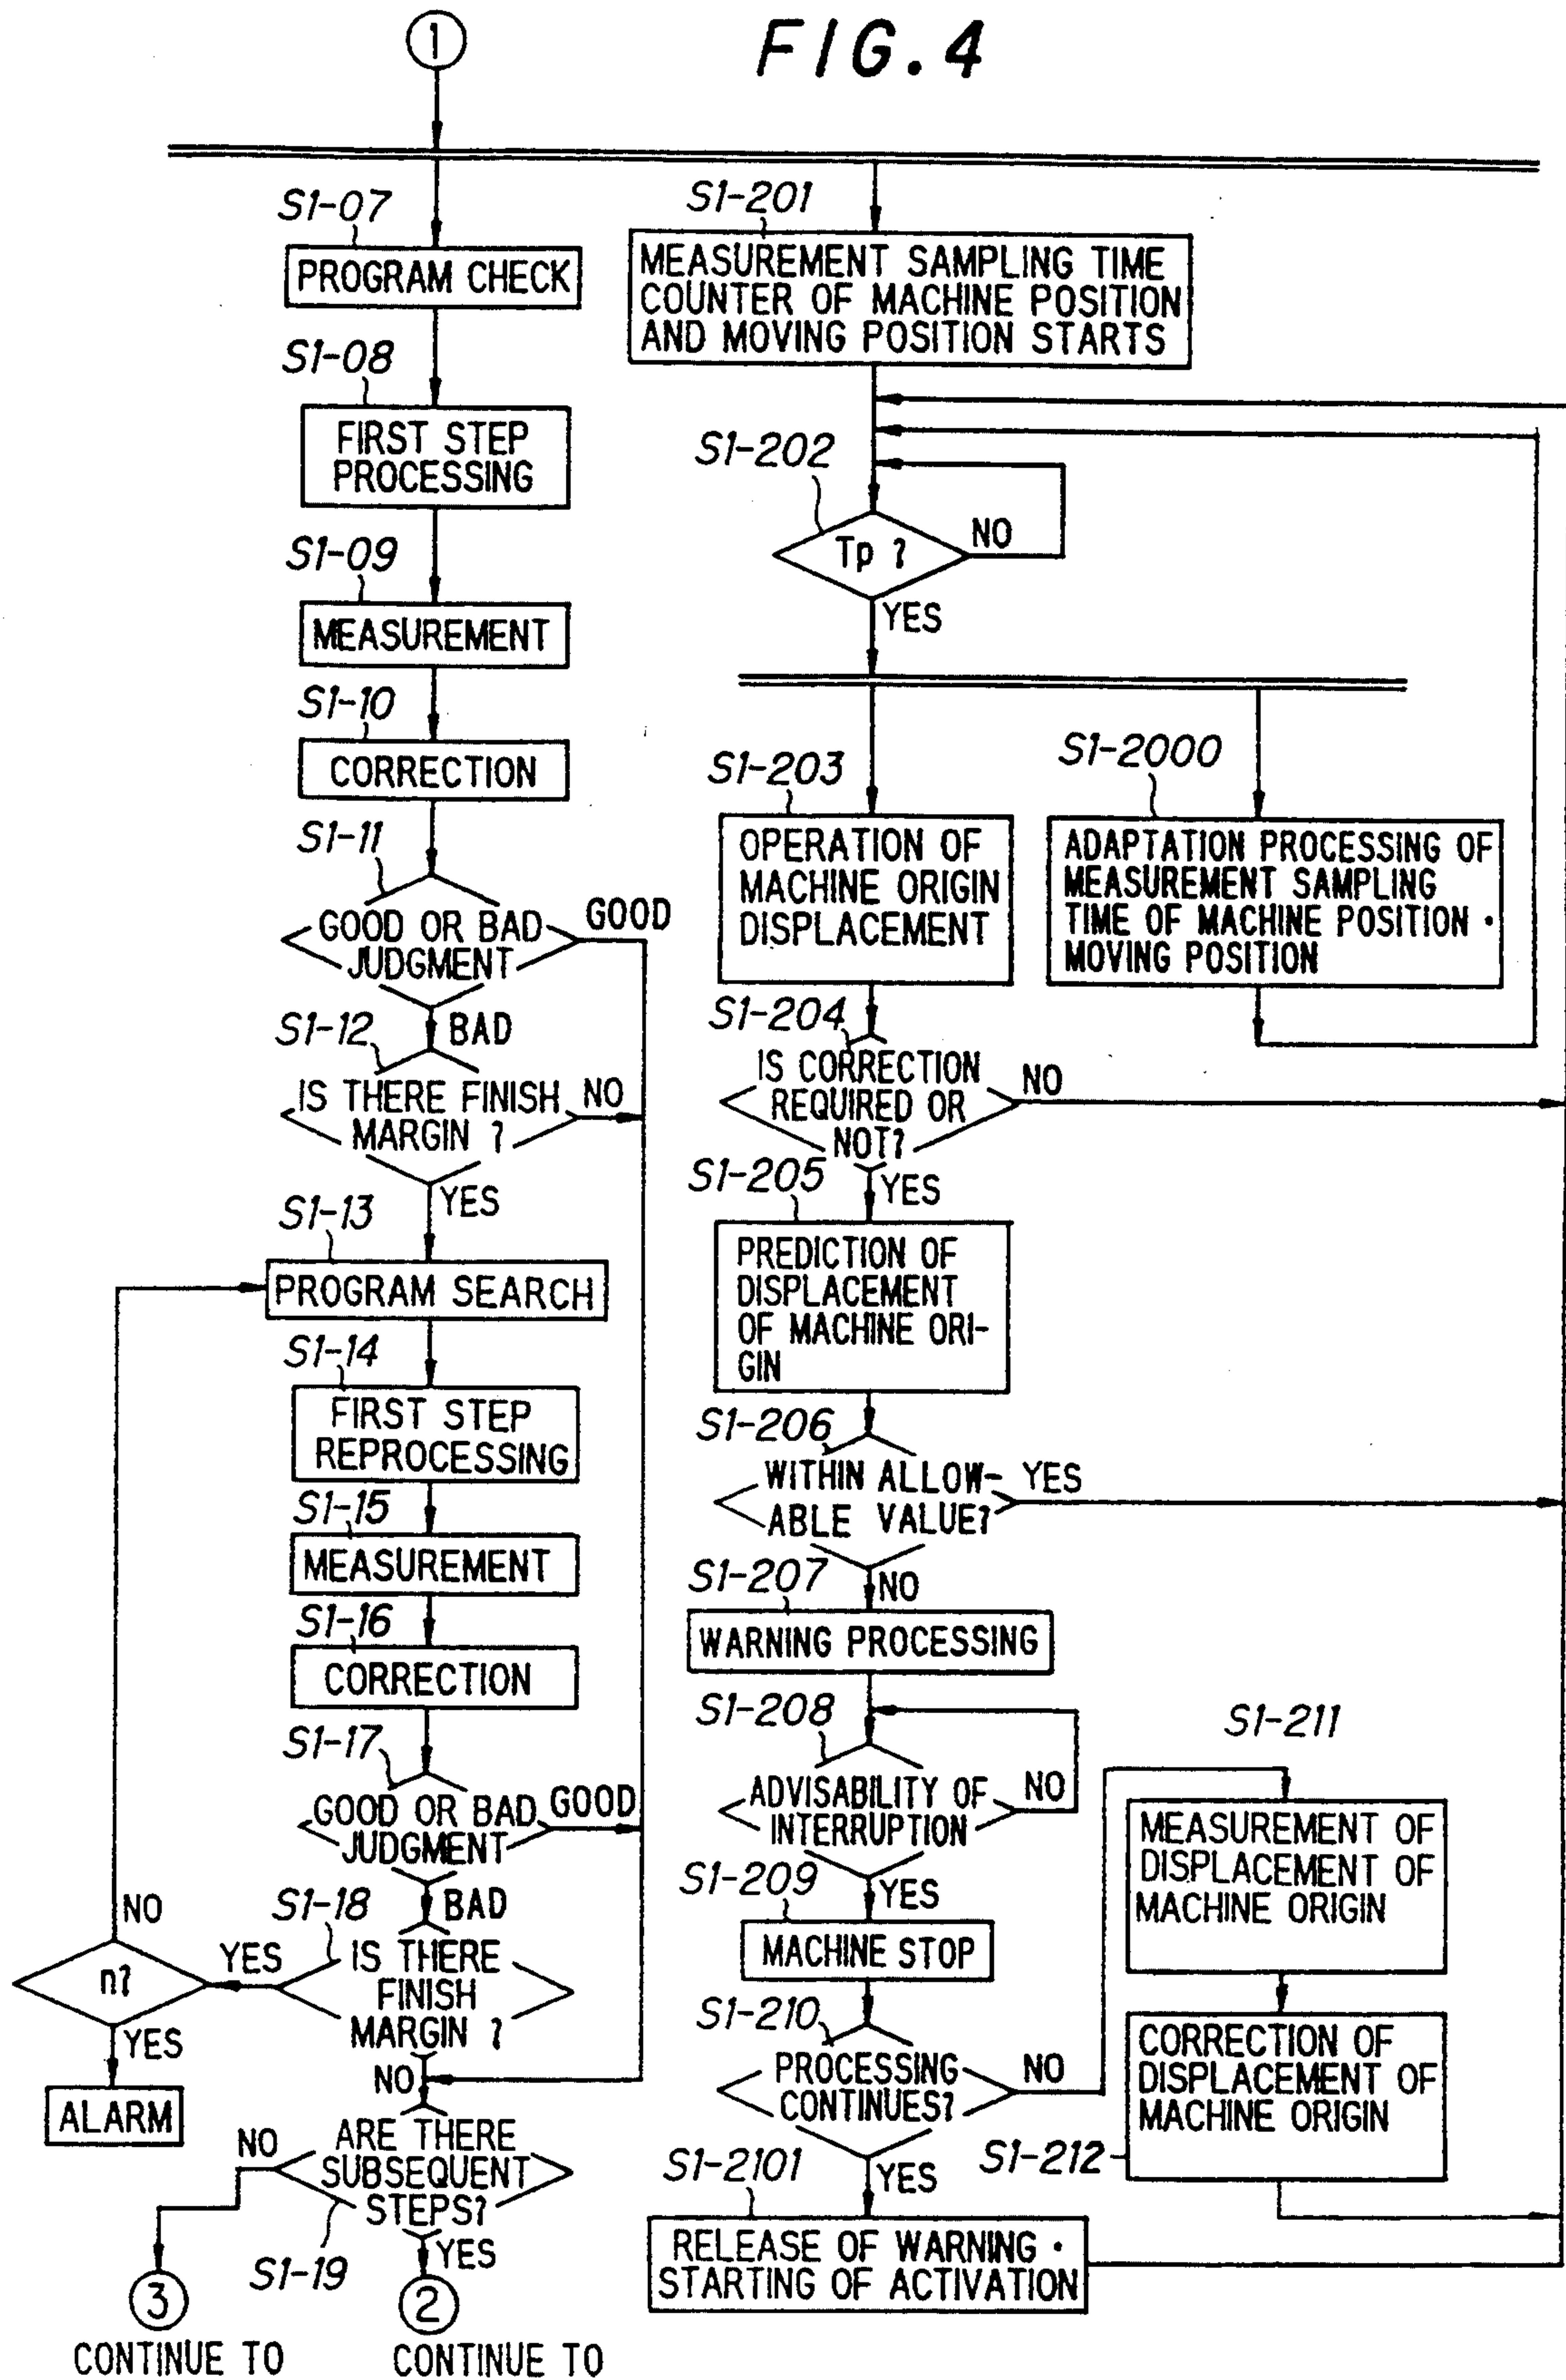 FIG. 4
1
S1-07
PROGRAM CHECK
S1-08
FIRST STEP
PROCESSING
S1-09
MEASUREMENT
S1-10
CORRECTION
S1-11
GOOD OR BAD
JUDGMENT
GOOD
BAD
S1-12
IS THERE FINISH
MARGIN ?
NO
YES
S1-13
PROGRAM SEARCH
S1-14
FIRST STEP
REPROCESSING
S1-15
MEASUREMENT
S1-16
CORRECTION
S1-17
GOOD OR BAD
JUDGMENT
GOOD
BAD
S1-18
IS THERE
FINISH
MARGIN ?
YES
NO
n?
NO
YES
ALARM
ARE THERE
SUBSEQUENT
STEPS?
NO
YES
S1-19
3
CONTINUE TO
2
CONTINUE TO
S1-201
MEASUREMENT SAMPLING TIME
COUNTER OF MACHINE POSITION
AND MOVING POSITION STARTS
S1-202
Tp ?
NO
YES
S1-203
OPERATION OF
MACHINE ORIGIN
DISPLACEMENT
S1-2000
ADAPTATION PROCESSING OF
MEASUREMENT SAMPLING
TIME OF MACHINE POSITION ·
MOVING POSITION
S1-204
IS CORRECTION
REQUIRED OR
NOT?
NO
YES
S1-205
PREDICTION OF
DISPLACEMENT
OF MACHINE ORI-
GIN
S1-206
WITHIN ALLOW-
ABLE VALUE?
YES
NO
S1-207
WARNING PROCESSING
S1-208
ADVISABILITY OF
INTERRUPTION
NO
YES
S1-209
MACHINE STOP
S1-210
PROCESSING
CONTINUES?
NO
YES
S1-211
MEASUREMENT OF
DISPLACEMENT OF
MACHINE ORIGIN
CORRECTION OF
DISPLACEMENT OF
MACHINE ORIGIN
S1-212
S1-2101
RELEASE OF WARNING ·
STARTING OF ACTIVATION